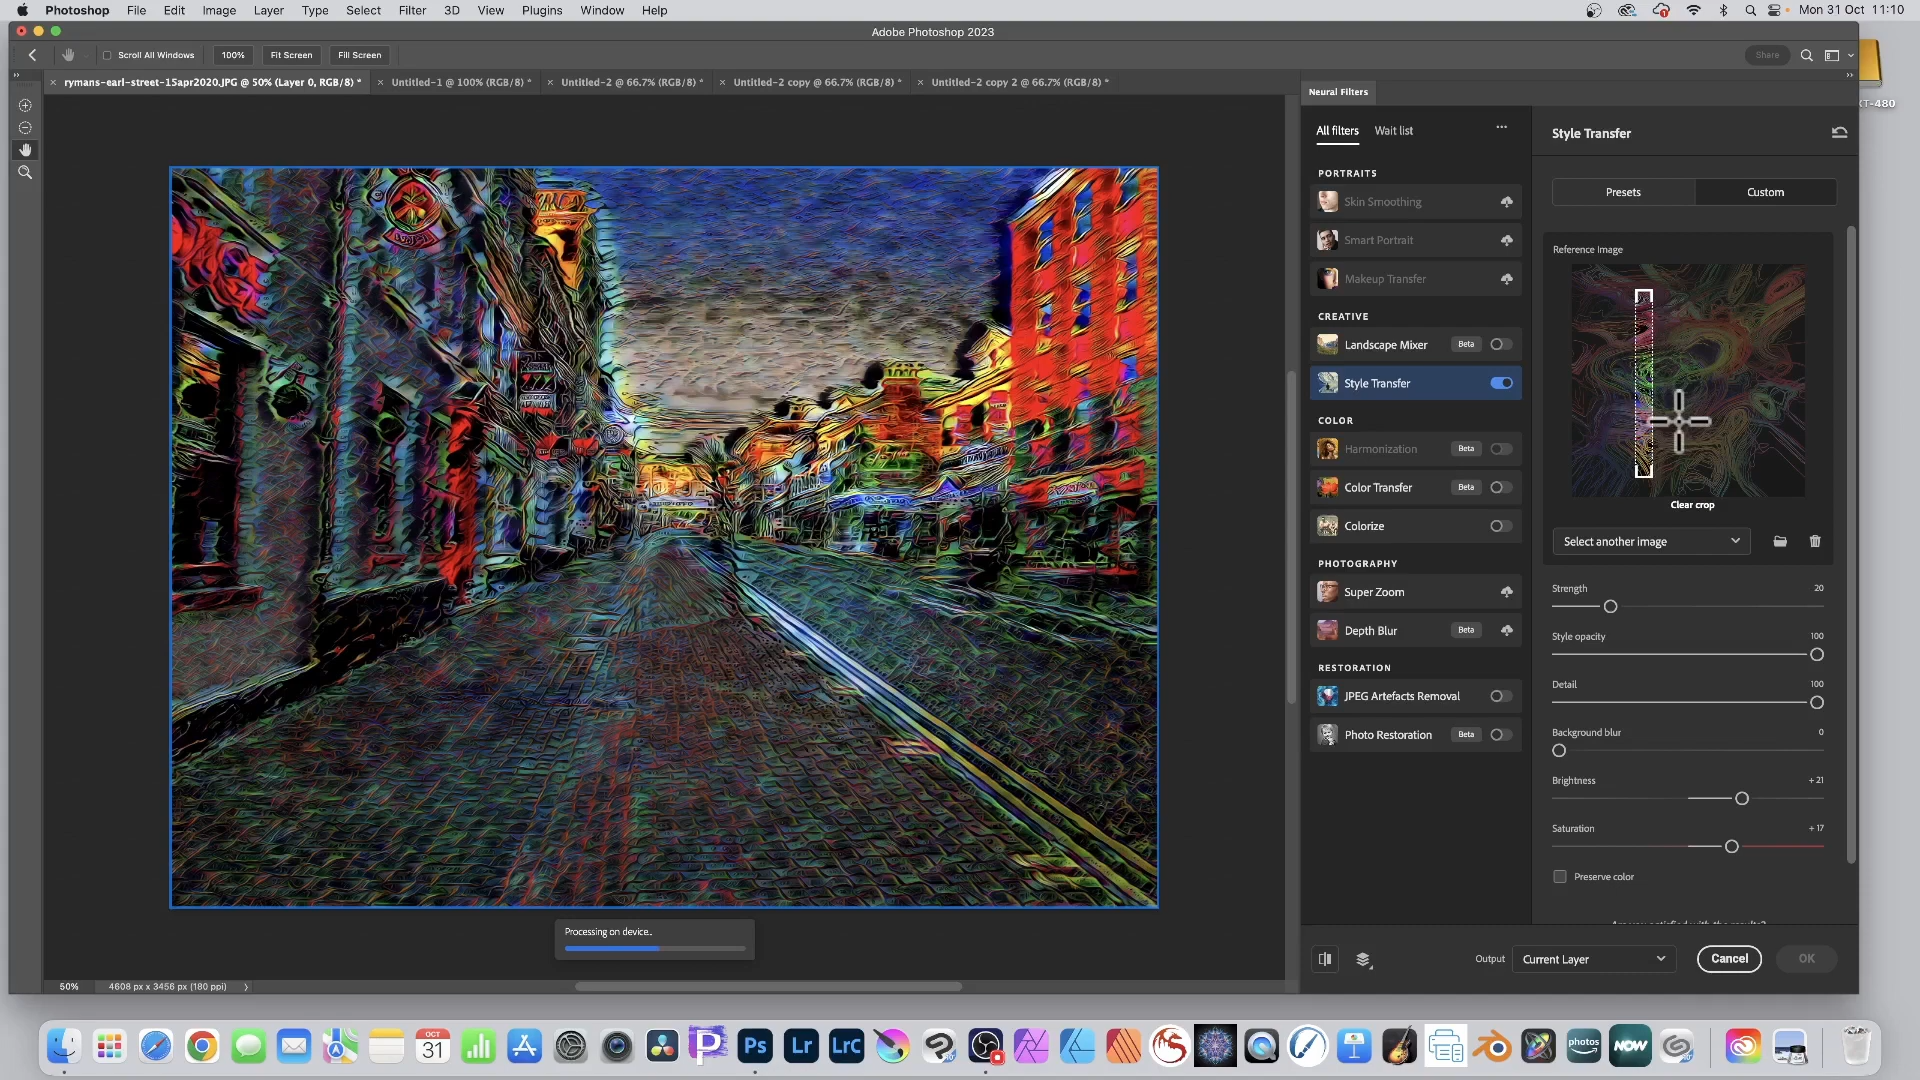 Photoshop File Edit Image Layer Type Select Filter 3D View Plugins Window Help Mon 31 Oct 11:10
Adobe Photoshop 2023
Scroll All Windows 100% Fit Screen Fill Screen Share
rymans-earl-street-15apr2020.JPG @ 50% (Layer 0, RGB/8) * Untitled-1 @ 100% (RGB/8) * Untitled-2 @ 66.7% (RGB/8) * Untitled-2 copy @ 66.7% (RGB/8) * Untitled-2 copy 2 @ 66.7% (RGB/8) *
Neural Filters
XT-480
All filters Wait list
Style Transfer
PORTRAITS
Skin Smoothing
Smart Portrait
Makeup Transfer
CREATIVE
Landscape Mixer Beta
Style Transfer
COLOR
Harmonization Beta
Color Transfer Beta
Colorize
PHOTOGRAPHY
Super Zoom
Depth Blur Beta
RESTORATION
JPEG Artefacts Removal
Photo Restoration Beta
Presets Custom
Reference Image
Clear crop
Select another image
Strength 20
Style opacity 100
Detail 100
Background blur 0
Brightness +21
Saturation +17
Preserve color
Are you satisfied with the results?
Output Current Layer Cancel OK
Processing on device..
50% 4608 px x 3456 px (180 ppi)
OCT
31
Ps Lr LrC
photos
NOW